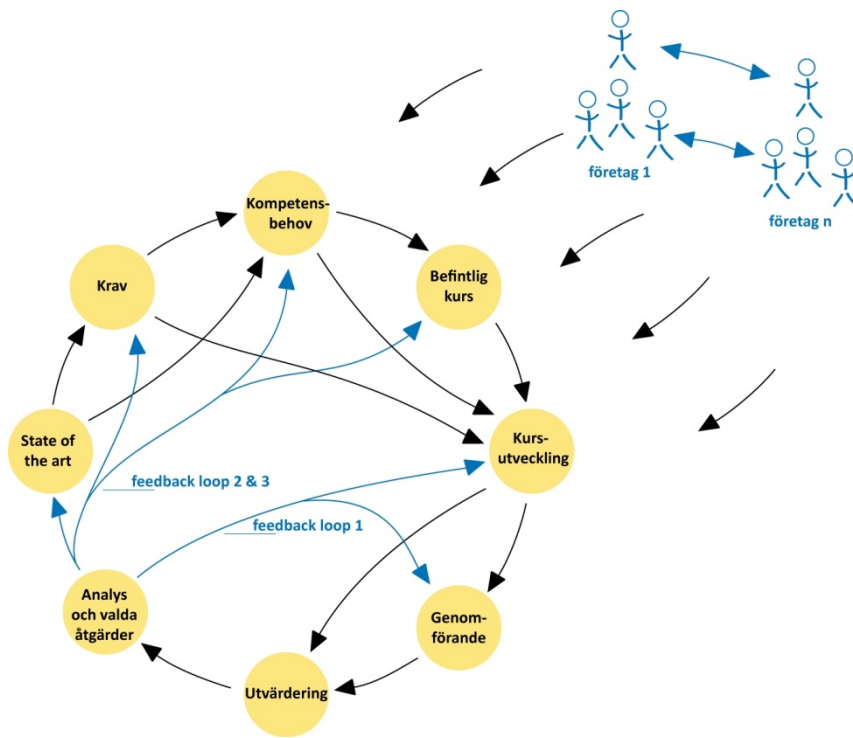 företag 1
företag n
Kompetens-
behov
Befintlig
kurs
Krav
State of
the art
Kurs-
utveckling
feedback loop 2 & 3
feedback loop 1
Analys
och valda
åtgärder
Genom-
förande
Utvärdering